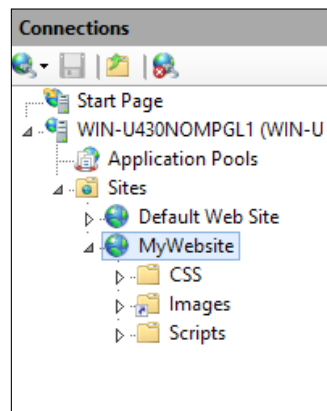 Connections
Start Page
WIN-U430NOMPGL1 (WIN-U
Application Pools
Sites
Default Web Site
MyWebsite
CSS
Images
Scripts